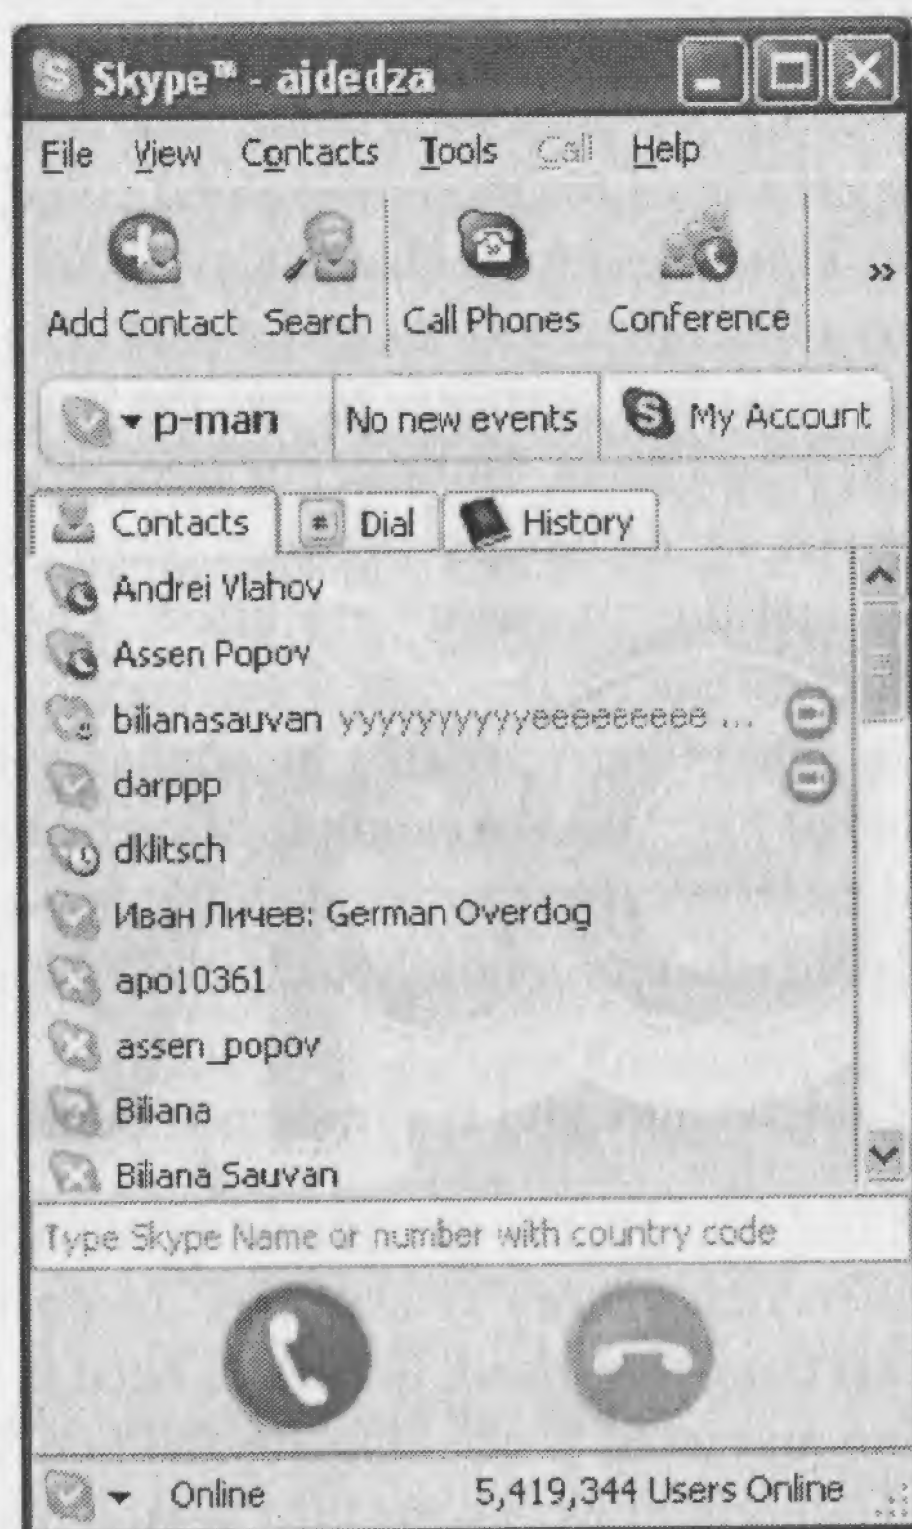 Skype™ - aidedza
File View Contacts Tools Call Help
Add Contact Search Call Phones Conference »
p-man No new events My Account
Contacts Dial History
Andrei Vlahov
Assen Popov
bilianasauvan yyyyyyyyyyeeeeeeeeee ...
darppp
dklitsch
Иван Личев: German Overdog
apo10361
assen_popov
Biliana
Biliana Sauvan
Type Skype Name or number with country code
Online 5,419,344 Users Online